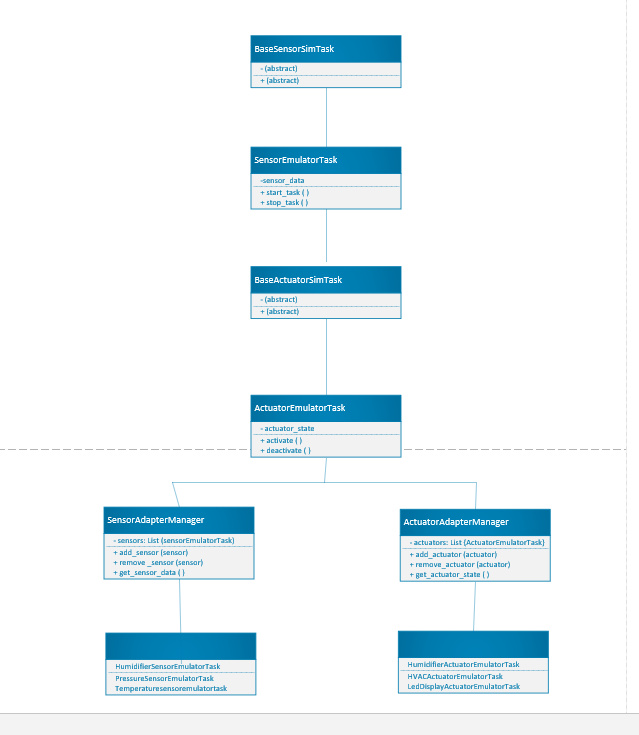 BaseSensorSimTask
- (abstract)
+ (abstract)
SensorEmulatorTask
-sensor_data
+ start_task ( )
+ stop_task ( )
BaseActuatorSimTask
- (abstract)
+ (abstract)
ActuatorEmulatorTask
- actuator_state
+ activate ( )
+ deactivate ( )
SensorAdapterManager
- sensors: List (sensorEmulatorTask)
+ add_sensor (sensor)
+ remove _sensor (sensor)
+ get_sensor_data ( )
ActuatorAdapterManager
- actuators: List {ActuatorEmulatorTask}
+ add_actuator (actuator)
+ remove_actuator (actuator)
+ get_actuator_state ( )
HumidifierSensorEmulatorTask
PressureSensorEmulatorTask
Temperaturesensoremulatortask
HumidifierActuatorEmulatorTask
HVACActuatorEmulatorTask
LedDisplayActuatorEmulatorTask